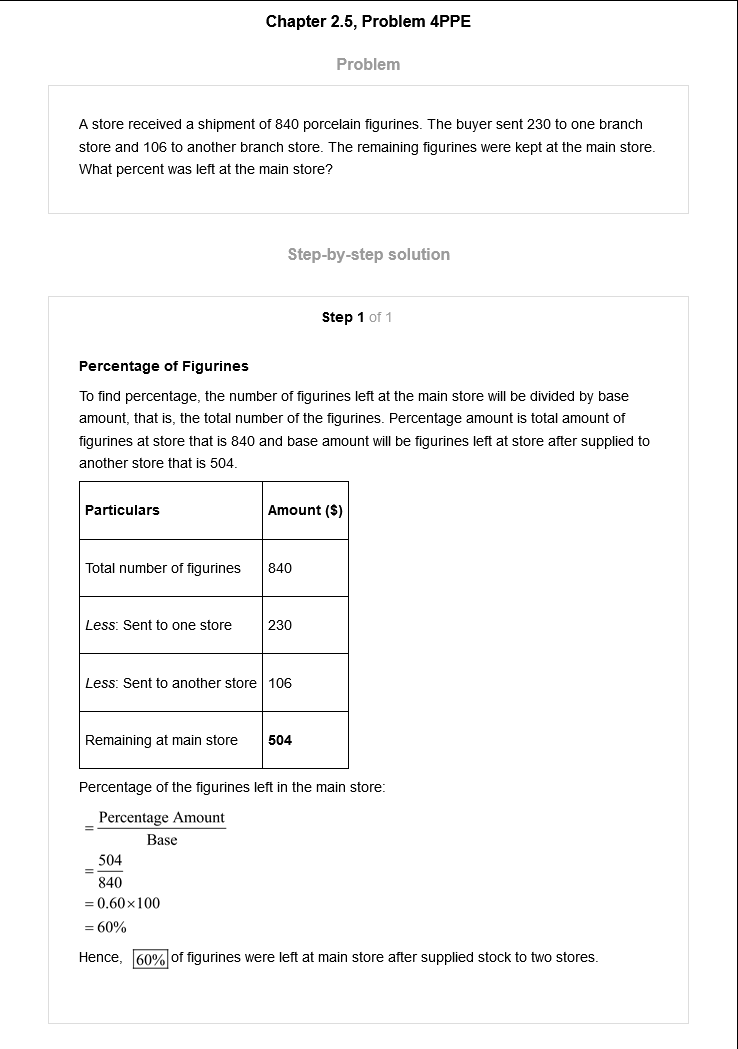 Chapter 2.5, Problem 4PPE
Problem
A store received a shipment of 840 porcelain figurines. The buyer sent 230 to one branch
store and 106 to another branch store. The remaining figurines were kept at the main store.
What percent was left at the main store?
Step-by-step solution
Step 1 of 1
Percentage of Figurines
To find percentage, the number of figurines left at the main store will be divided by base
amount, that is, the total number of the figurines. Percentage amount is total amount of
figurines at store that is 840 and base amount will be figurines left at store after supplied to
another store that is 504.
Particulars Amount ($)
Total number of figurines 840
Less: Sent to one store 230
Less: Sent to another store 106
Remaining at main store 504
Percentage of the figurines left in the main store:
= Percentage Amount
Base
= 504
840
= 0.60×100
= 60%
Hence, 60% of figurines were left at main store after supplied stock to two stores.